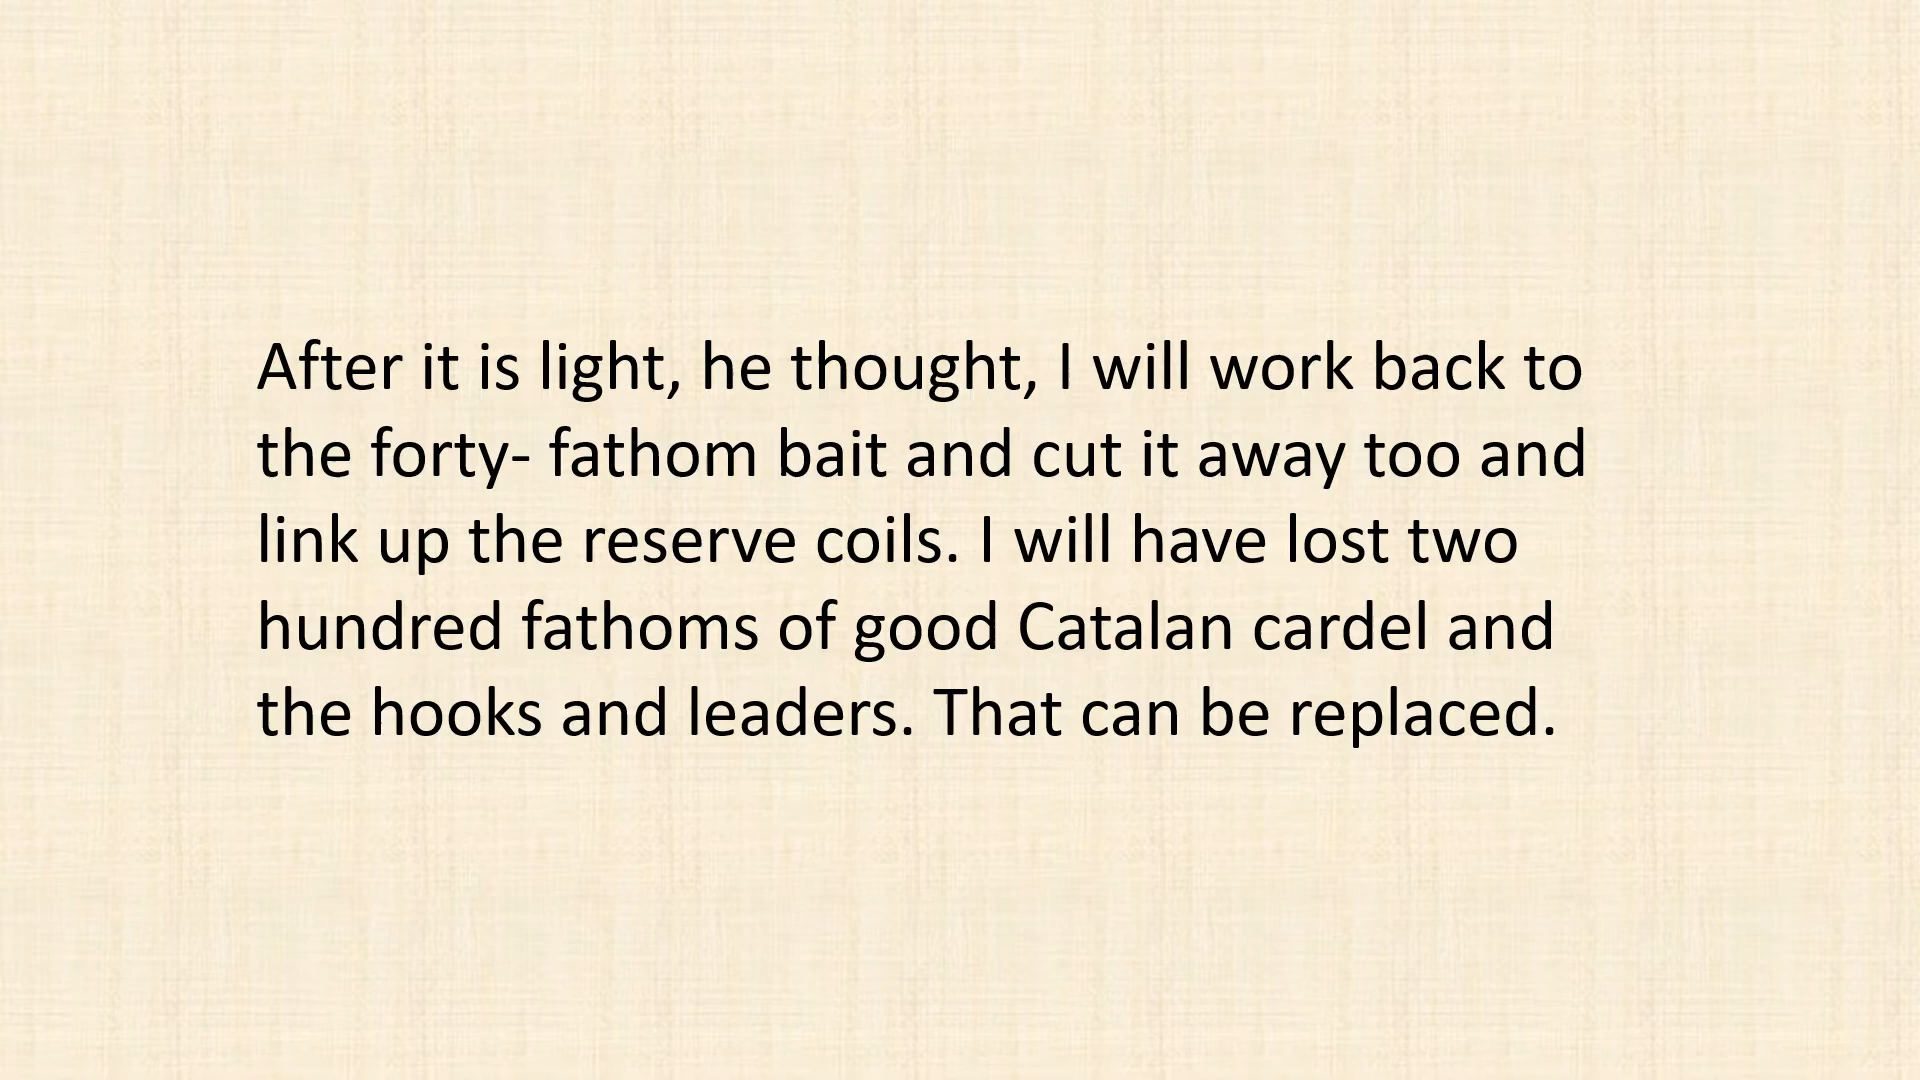 After it is light, he thought, I will work back to
the forty- fathom bait and cut it away too and
link up the reserve coils. I will have lost two
hundred fathoms of good Catalan cardel and
the hooks and leaders. That can be replaced.